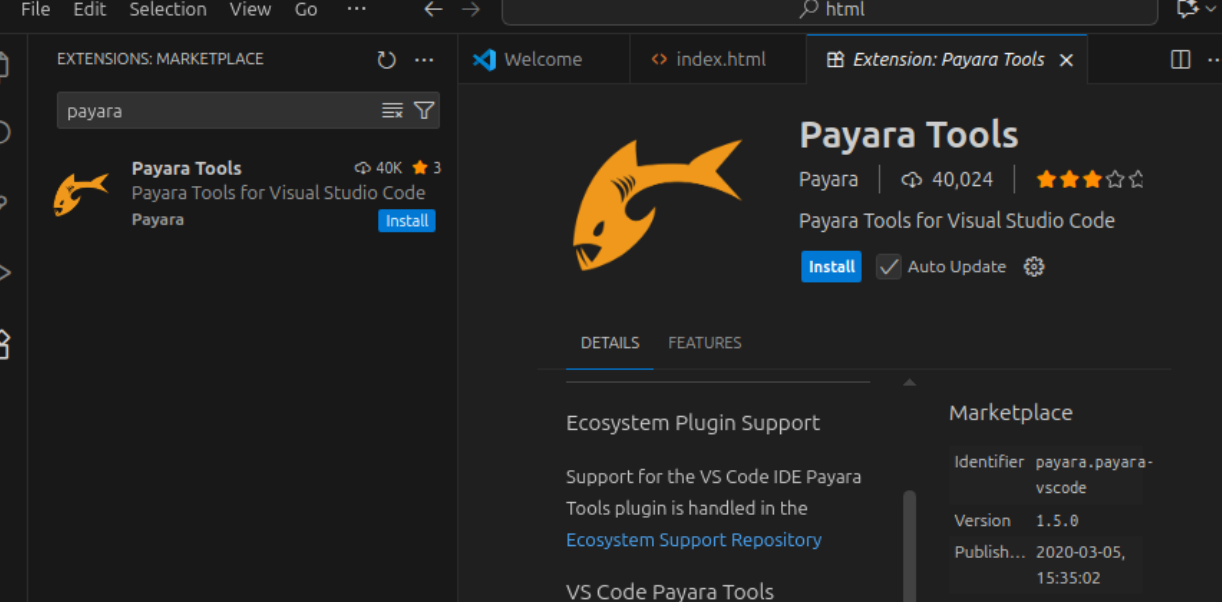 File Edit Selection View Go ··· html
EXTENSIONS: MARKETPLACE
Welcome
index.html
Extension: Payara Tools
payara
Payara Tools 40K 3
Payara Tools for Visual Studio Code
Payara Install
Payara Tools
Payara 40,024
Payara Tools for Visual Studio Code
Install Auto Update
DETAILS FEATURES
Ecosystem Plugin Support
Support for the VS Code IDE Payara
Tools plugin is handled in the
Ecosystem Support Repository
VS Code Payara Tools
Marketplace
Identifier payara.payara-
vscode
Version 1.5.0
Publish... 2020-03-05,
15:35:02